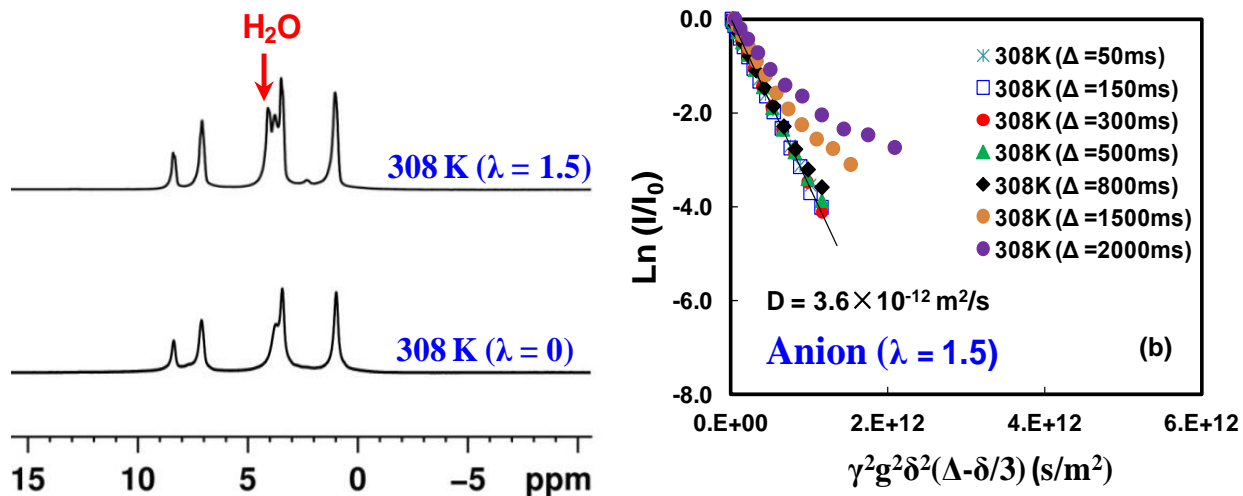 H₂O
308 K (λ = 1.5)
308 K (λ = 0)
15 10 5 0 −5 ppm
0.0
-2.0
-4.0
-6.0
-8.0
Ln (I/I₀)
308K (Δ =50ms)
308K (Δ =150ms)
308K (Δ =300ms)
308K (Δ =500ms)
308K (Δ =800ms)
308K (Δ =1500ms)
308K (Δ =2000ms)
D = 3.6×10⁻¹² m²/s
Anion (λ = 1.5) (b)
0.E+00 2.E+12 4.E+12 6.E+12
γ²g²δ²(Δ-δ/3) (s/m²)